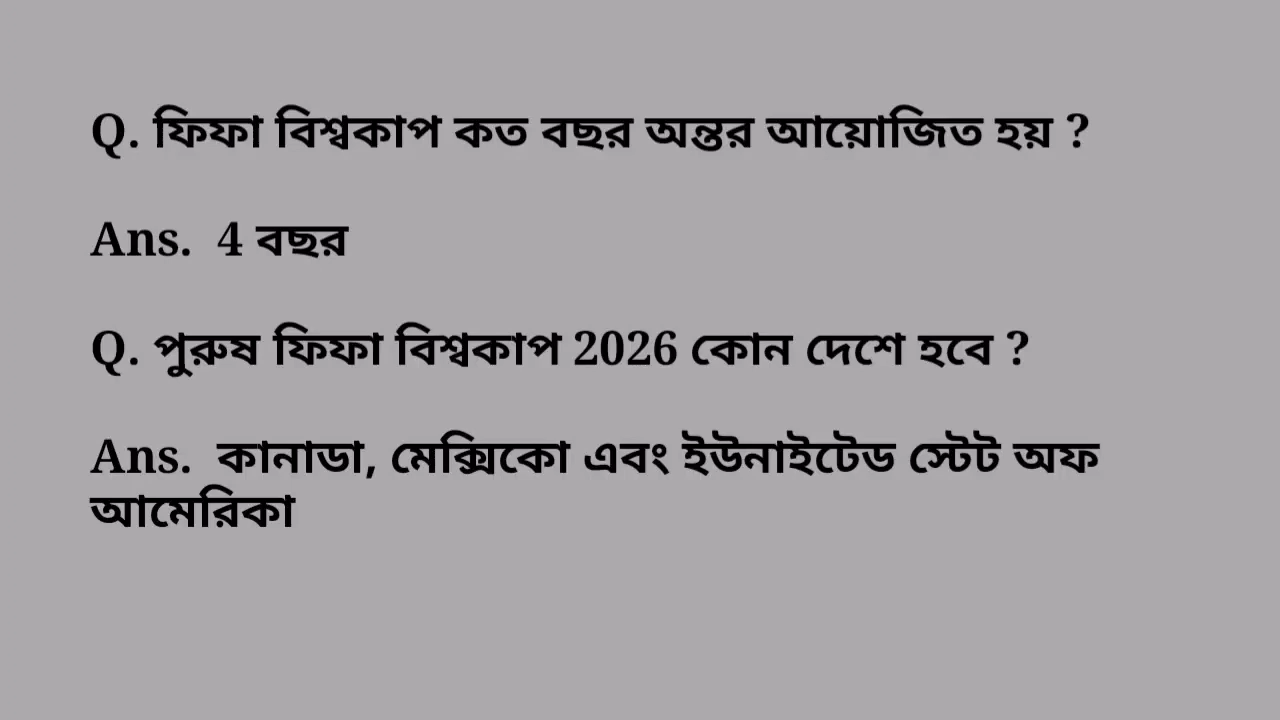 Q. ফিফা বিশ্বকাপ কত বছর অন্তর আয়োজিত হয় ?
Ans. 4 বছর
Q. পুরুষ ফিফা বিশ্বকাপ 2026 কোন দেশে হবে ?
Ans. কানাডা, মেক্সিকো এবং ইউনাইটেড স্টেট অফ
আমেরিকা